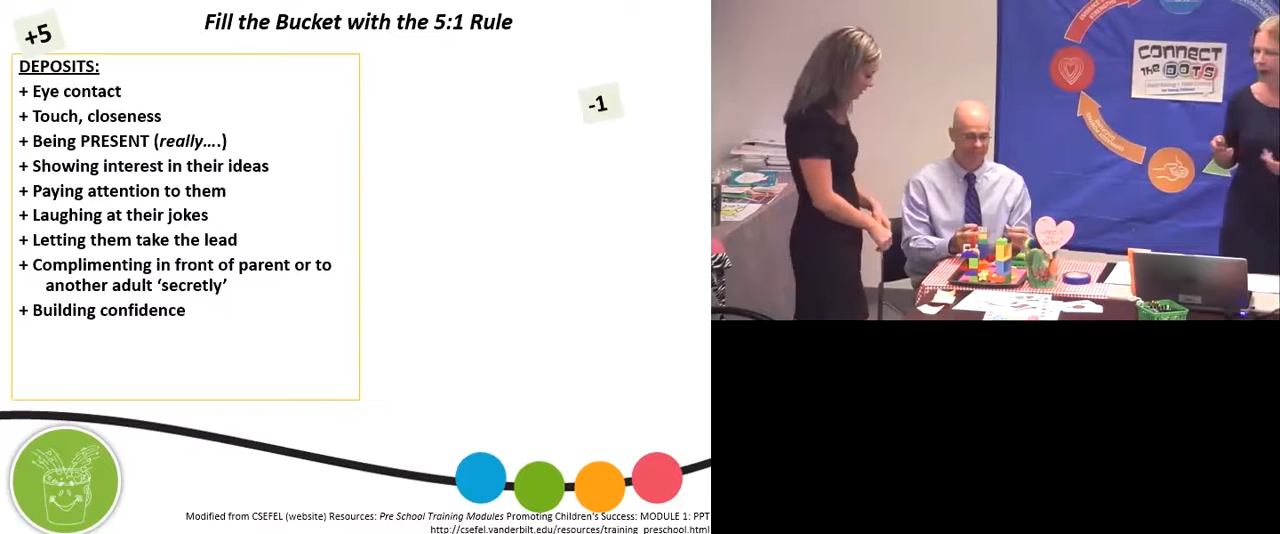 Fill the Bucket with the 5:1 Rule
+5
-1
DEPOSITS:
+ Eye contact
+ Touch, closeness
+ Being PRESENT (really….)
+ Showing interest in their ideas
+ Paying attention to them
+ Laughing at their jokes
+ Letting them take the lead
+ Complimenting in front of parent or to
another adult ‘secretly’
+ Building confidence
Modified from CSEFEL (website) Resources: Pre School Training Modules Promoting Children's Success: MODULE 1: PPT
http://csefel.vanderbilt.edu/resources/training_preschool.html
CONNECT
the DOTS